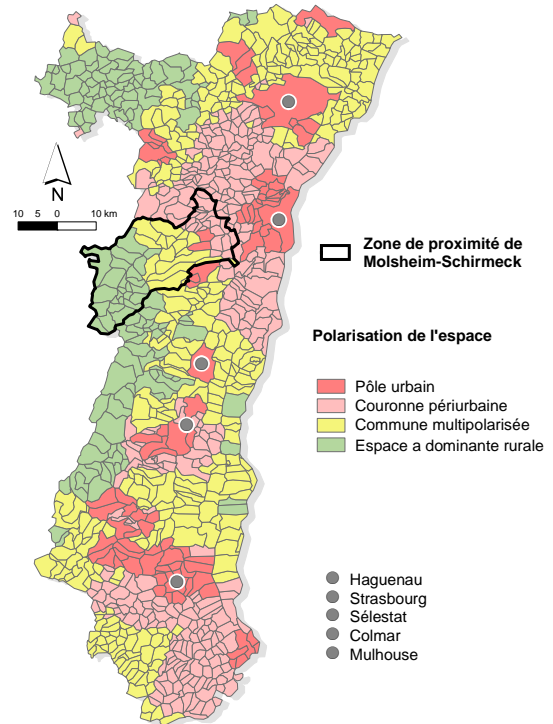 N
10 5 0 10 km
Zone de proximité de
Molsheim-Schirmeck
Polarisation de l'espace
Pôle urbain
Couronne périurbaine
Commune multipolarisée
Espace a dominante rurale
Haguenau
Strasbourg
Sélestat
Colmar
Mulhouse